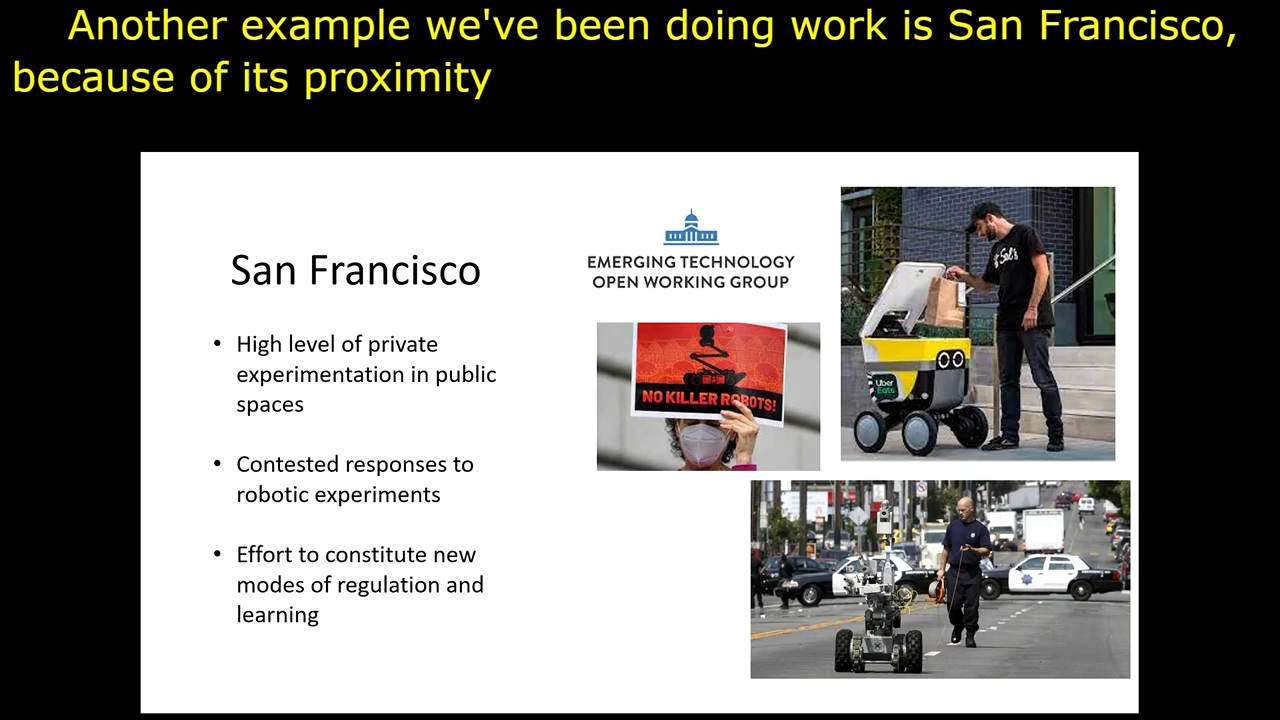 Another example we've been doing work is San Francisco,
because of its proximity
San Francisco
• High level of private
experimentation in public
spaces
• Contested responses to
robotic experiments
• Effort to constitute new
modes of regulation and
learning
EMERGING TECHNOLOGY
OPEN WORKING GROUP
NO KILLER ROBOTS!
Uber
Eats